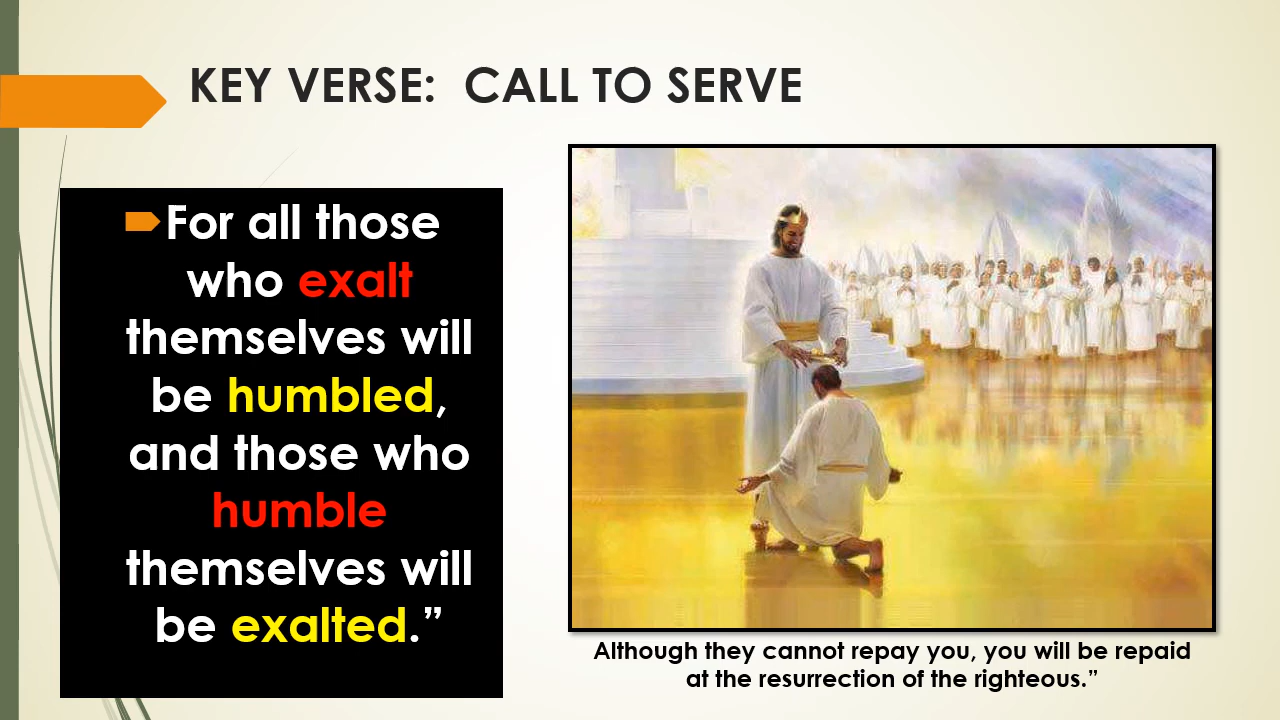 KEY VERSE:  CALL TO SERVE
For all those
who exalt
themselves will
be humbled,
and those who
humble
themselves will
be exalted.”
Although they cannot repay you, you will be repaid
at the resurrection of the righteous.”